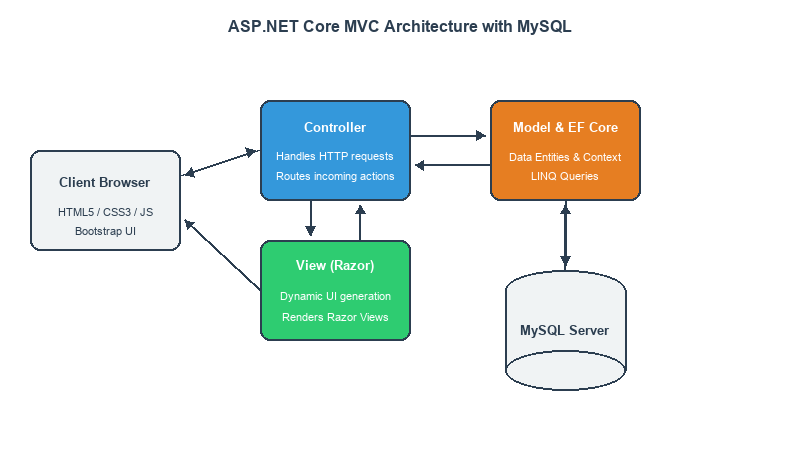 ASP.NET Core MVC Architecture with MySQL
Client Browser
HTML5 / CSS3 / JS
Bootstrap UI
Controller
Handles HTTP requests
Routes incoming actions
View (Razor)
Dynamic UI generation
Renders Razor Views
Model & EF Core
Data Entities & Context
LINQ Queries
MySQL Server